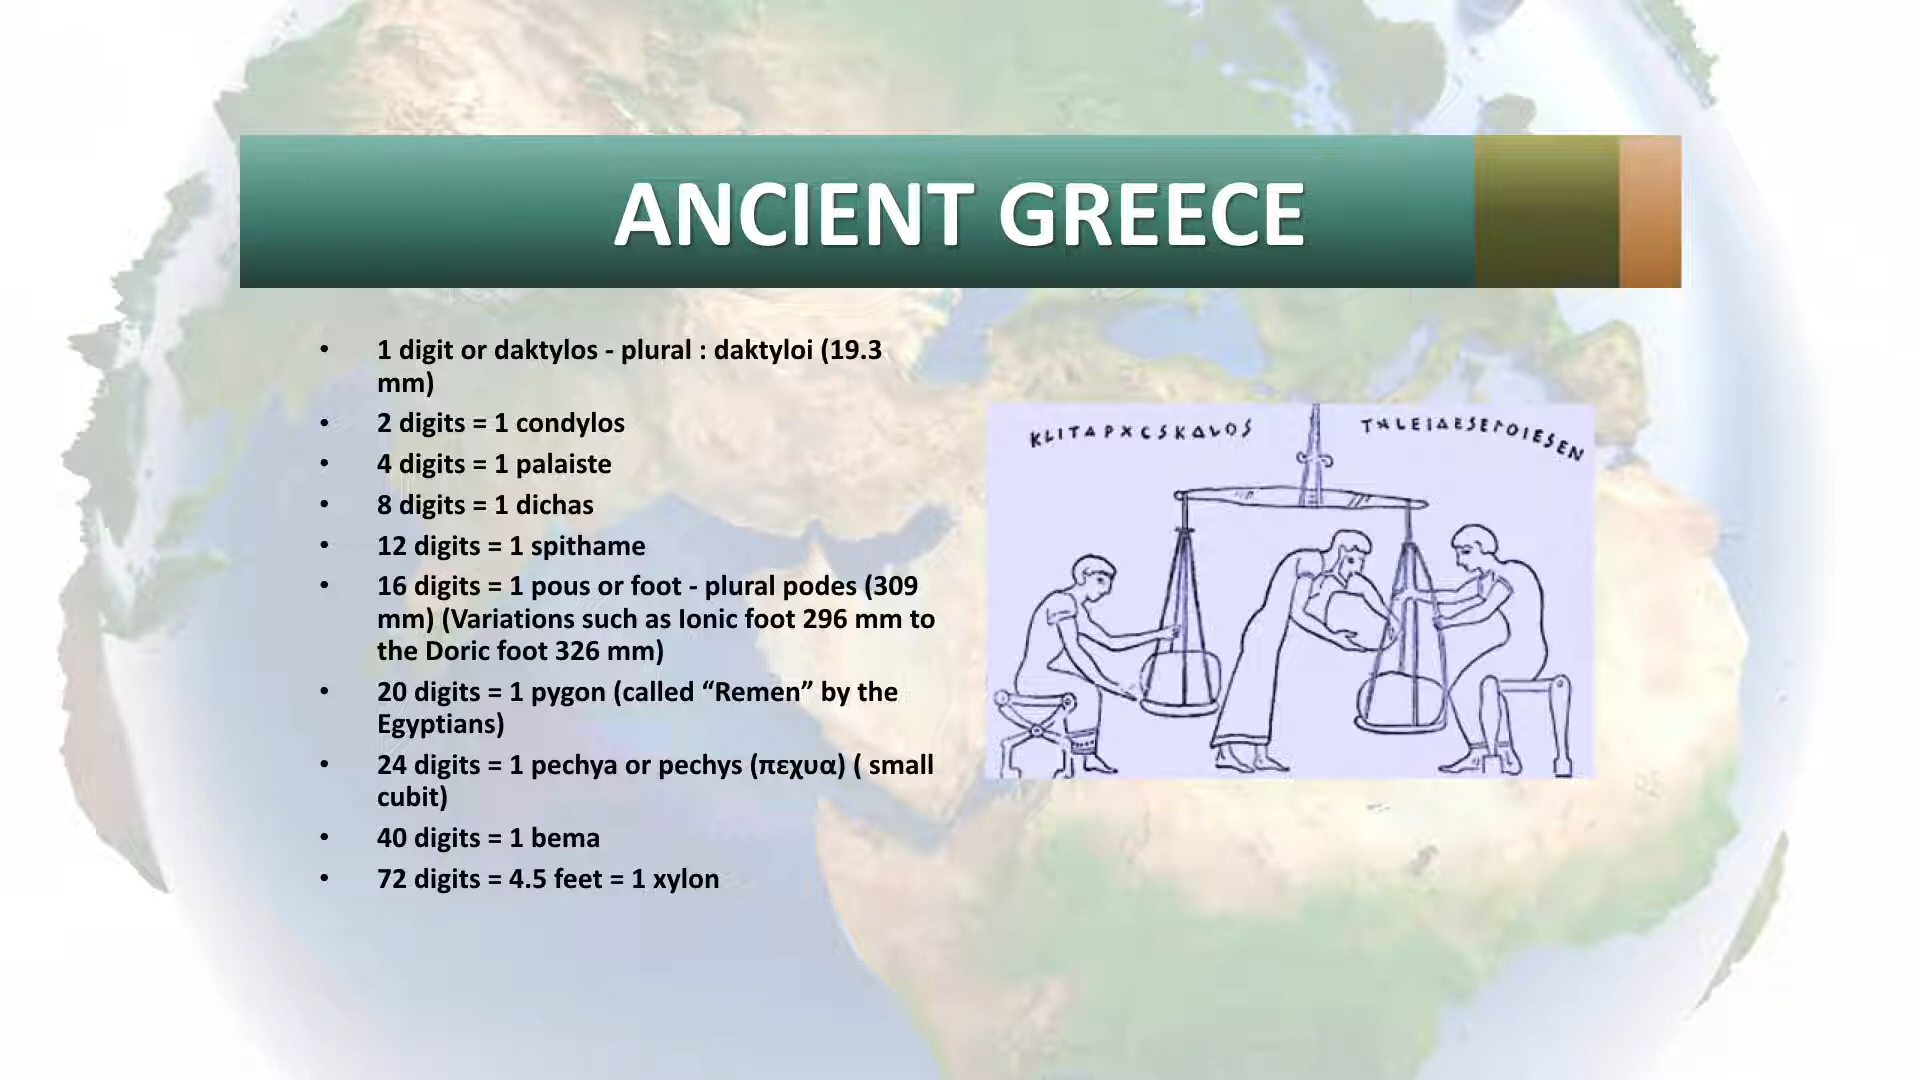 ANCIENT GREECE
• 1 digit or daktylos - plural : daktyloi (19.3
mm)
• 2 digits = 1 condylos
• 4 digits = 1 palaiste
• 8 digits = 1 dichas
• 12 digits = 1 spithame
• 16 digits = 1 pous or foot - plural podes (309
mm) (Variations such as Ionic foot 296 mm to
the Doric foot 326 mm)
• 20 digits = 1 pygon (called “Remen” by the
Egyptians)
• 24 digits = 1 pechya or pechys (πεχυα) ( small
cubit)
• 40 digits = 1 bema
• 72 digits = 4.5 feet = 1 xylon